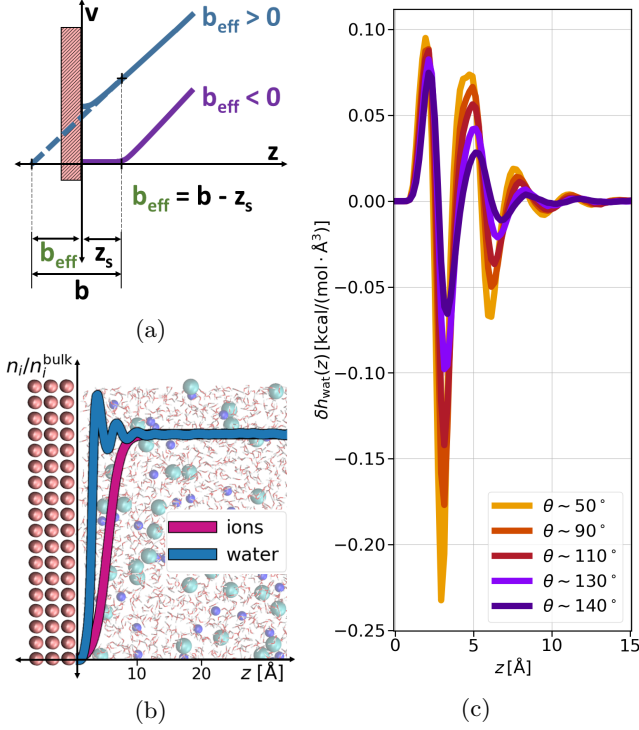 v
b_eff > 0
b_eff < 0
z
b_eff = b - z_s
b_eff
z_s
b
(a)
n_i/n_i^bulk
ions
water
10
20
z [Å]
(b)
0.10
0.05
0.00
−0.05
−0.10
−0.15
−0.20
−0.25
δh_wat(z) [kcal/(mol · Å³)]
θ ~ 50°
θ ~ 90°
θ ~ 110°
θ ~ 130°
θ ~ 140°
0
5
10
15
z [Å]
(c)